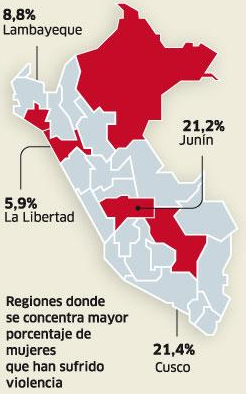 8,8%
Lambayeque
21,2%
Junín
5,9%
La Libertad
Regiones donde
se concentra mayor
porcentaje de
mujeres
que han sufrido
violencia
21,4%
Cusco